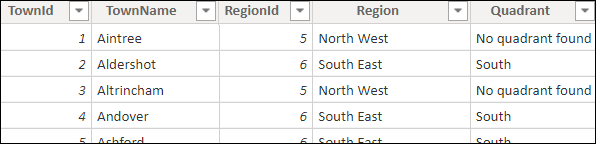 TownId TownName RegionId Region Quadrant
1 Aintree 5 North West No quadrant found
2 Aldershot 6 South East South
3 Altrincham 5 North West No quadrant found
4 Andover 6 South East South
5 Ashford 6 South East South